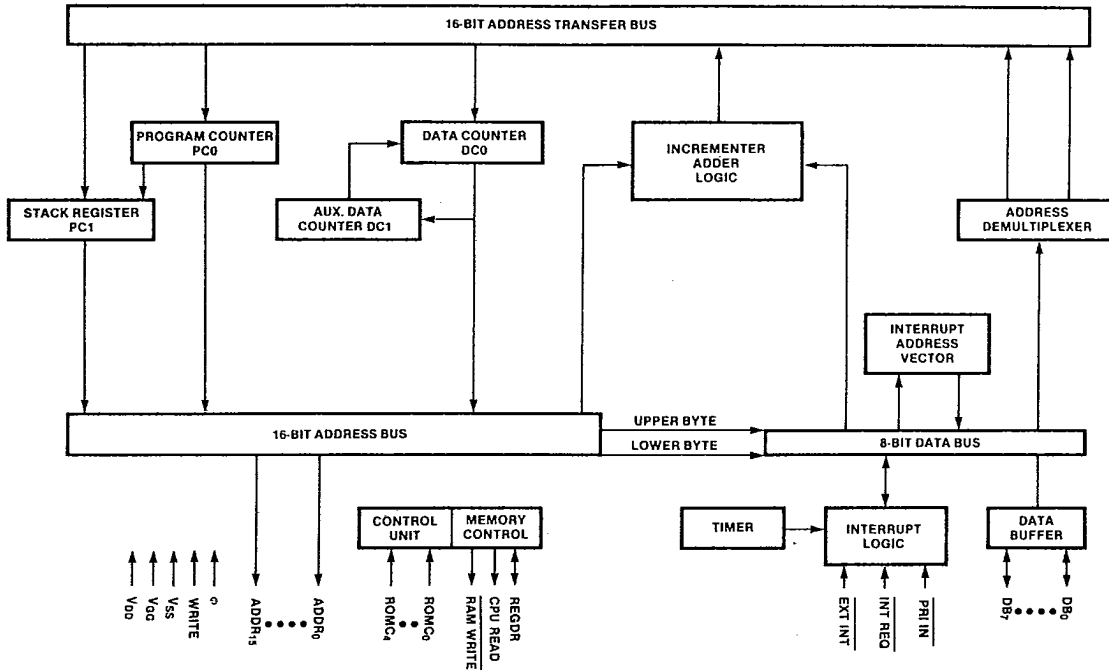 16-BIT ADDRESS TRANSFER BUS
PROGRAM COUNTER
PC0
DATA COUNTER
DC0
INCREMENTER
ADDER
LOGIC
STACK REGISTER
PC1
AUX. DATA
COUNTER DC1
ADDRESS
DEMULTIPLEXER
INTERRUPT
ADDRESS
VECTOR
16-BIT ADDRESS BUS
UPPER BYTE
LOWER BYTE
8-BIT DATA BUS
CONTROL
UNIT
MEMORY
CONTROL
TIMER
INTERRUPT
LOGIC
DATA
BUFFER
VDD
VGG
VSS
WRITE
Φ
ADDR15
ADDR0
ROMC4
ROMC0
RAM WRITE
CPU READ
REGDR
EXT INT
INT REQ
PRI IN
DB7
DB0